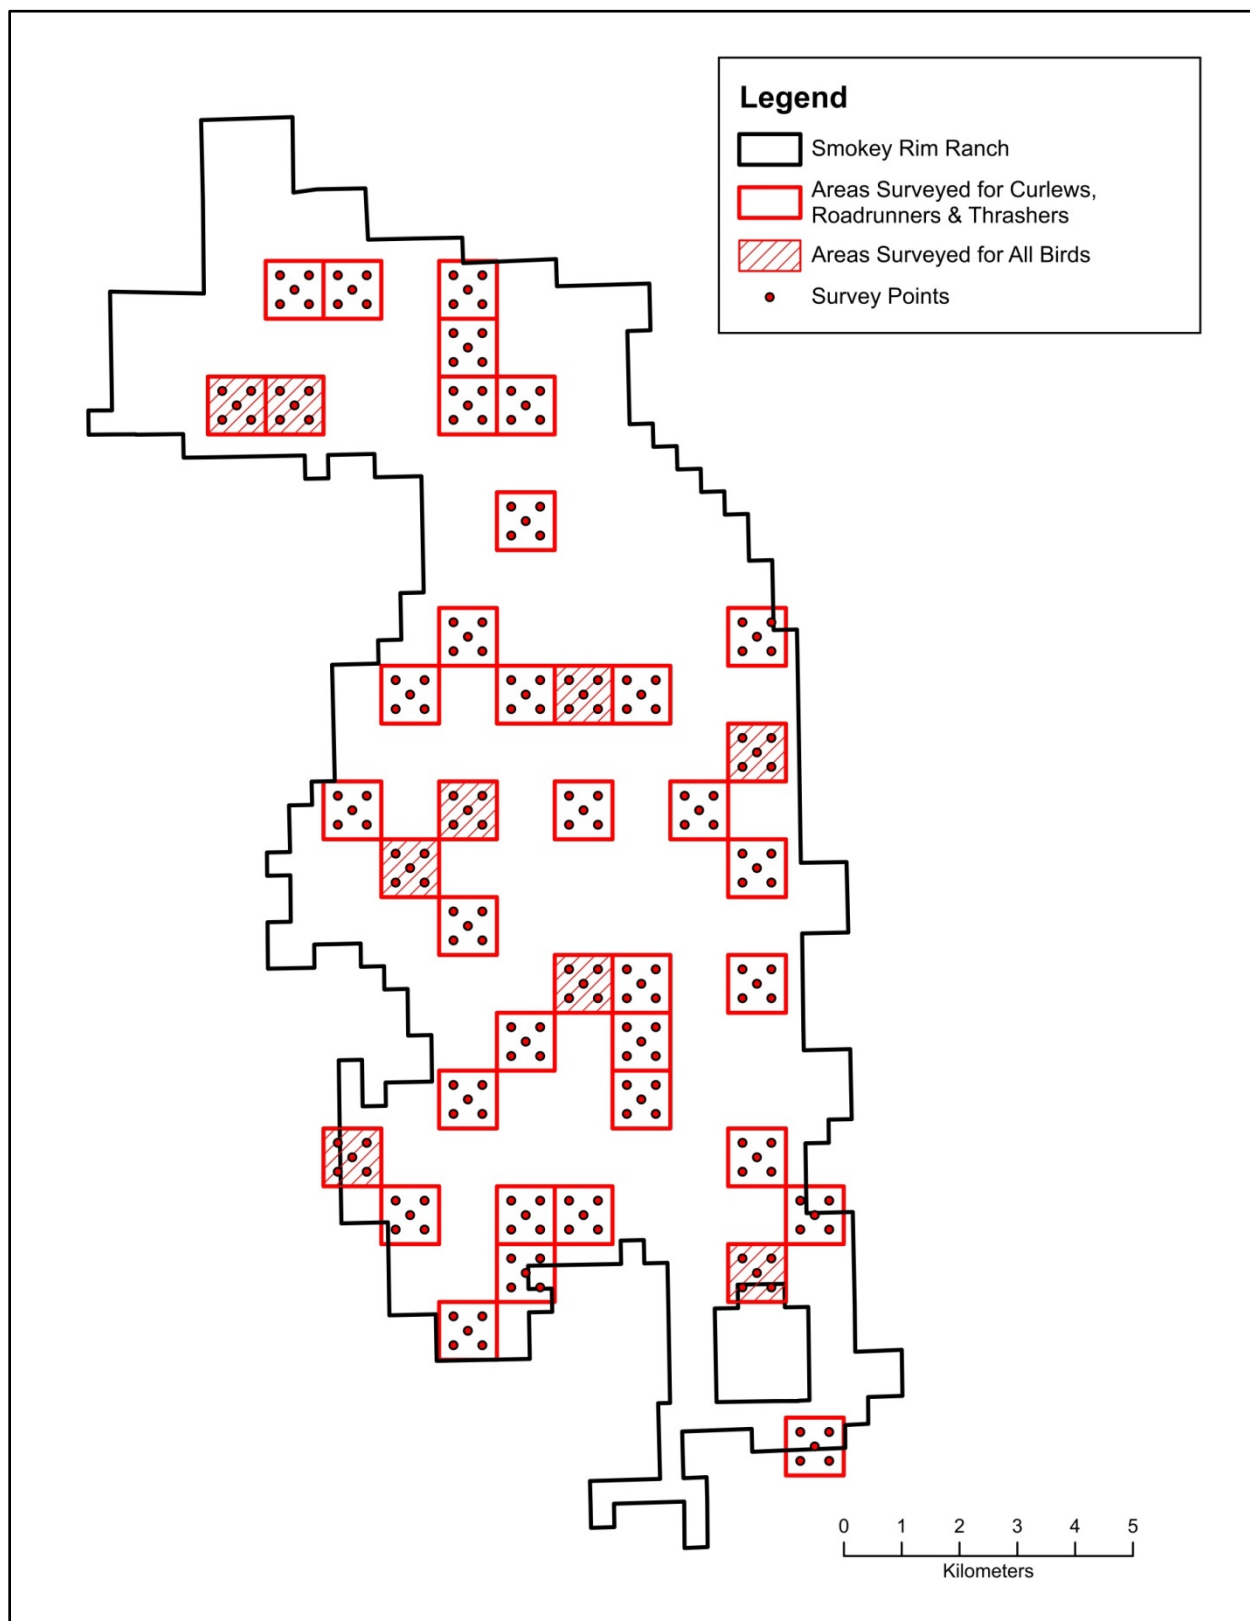 Legend
Smokey Rim Ranch
Areas Surveyed for Curlews,
Roadrunners & Thrashers
Areas Surveyed for All Birds
Survey Points
0 1 2 3 4 5
Kilometers